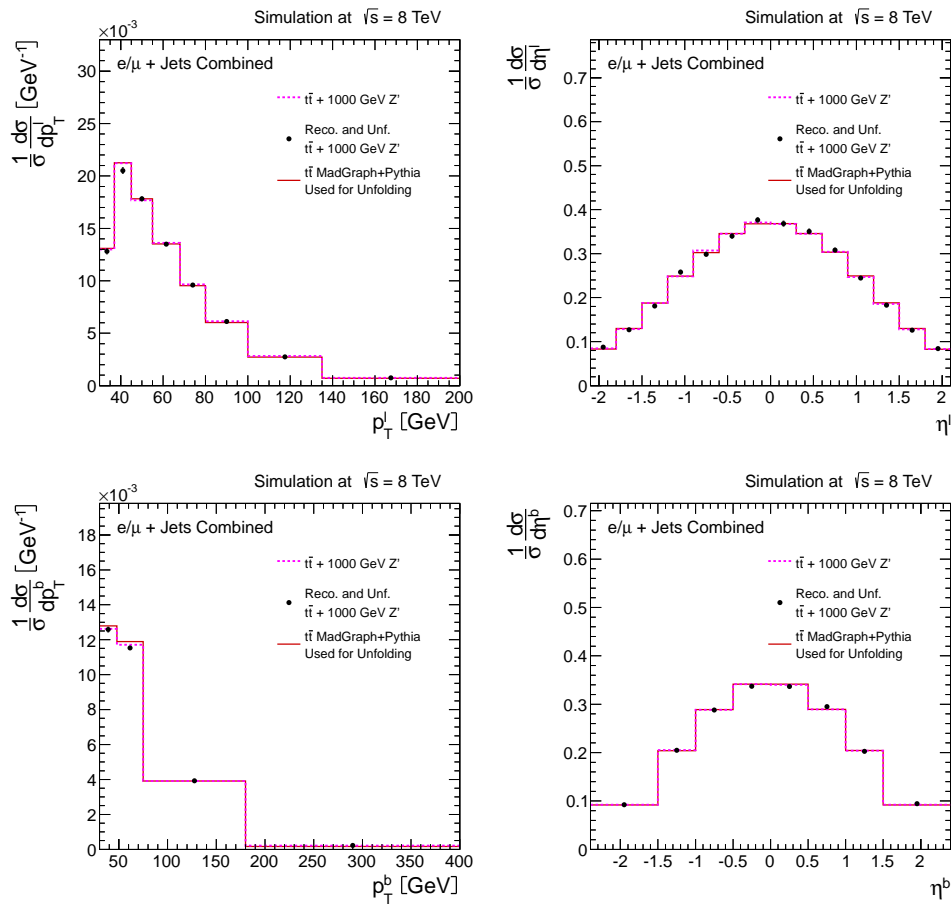 ×10⁻³ Simulation at √s = 8 TeV
e/μ + Jets Combined
1/σ dσ/dp_T^l [GeV⁻¹]
tt̄ + 1000 GeV Z'
Reco. and Unf.
tt̄ + 1000 GeV Z'
tt̄ MadGraph+Pythia
Used for Unfolding
30
25
20
15
10
5
0
40 60 80 100 120 140 160 180 200
p_T^l [GeV]
Simulation at √s = 8 TeV
e/μ + Jets Combined
1/σ dσ/dη^l
tt̄ + 1000 GeV Z'
Reco. and Unf.
tt̄ + 1000 GeV Z'
tt̄ MadGraph+Pythia
Used for Unfolding
0.7
0.6
0.5
0.4
0.3
0.2
0.1
0
-2 -1.5 -1 -0.5 0 0.5 1 1.5 2
η^l
×10⁻³ Simulation at √s = 8 TeV
e/μ + Jets Combined
1/σ dσ/dp_T^b [GeV⁻¹]
tt̄ + 1000 GeV Z'
Reco. and Unf.
tt̄ + 1000 GeV Z'
tt̄ MadGraph+Pythia
Used for Unfolding
18
16
14
12
10
8
6
4
2
0
50 100 150 200 250 300 350 400
p_T^b [GeV]
Simulation at √s = 8 TeV
e/μ + Jets Combined
1/σ dσ/dη^b
tt̄ + 1000 GeV Z'
Reco. and Unf.
tt̄ + 1000 GeV Z'
tt̄ MadGraph+Pythia
Used for Unfolding
0.7
0.6
0.5
0.4
0.3
0.2
0.1
0
-2 -1.5 -1 -0.5 0 0.5 1 1.5 2
η^b